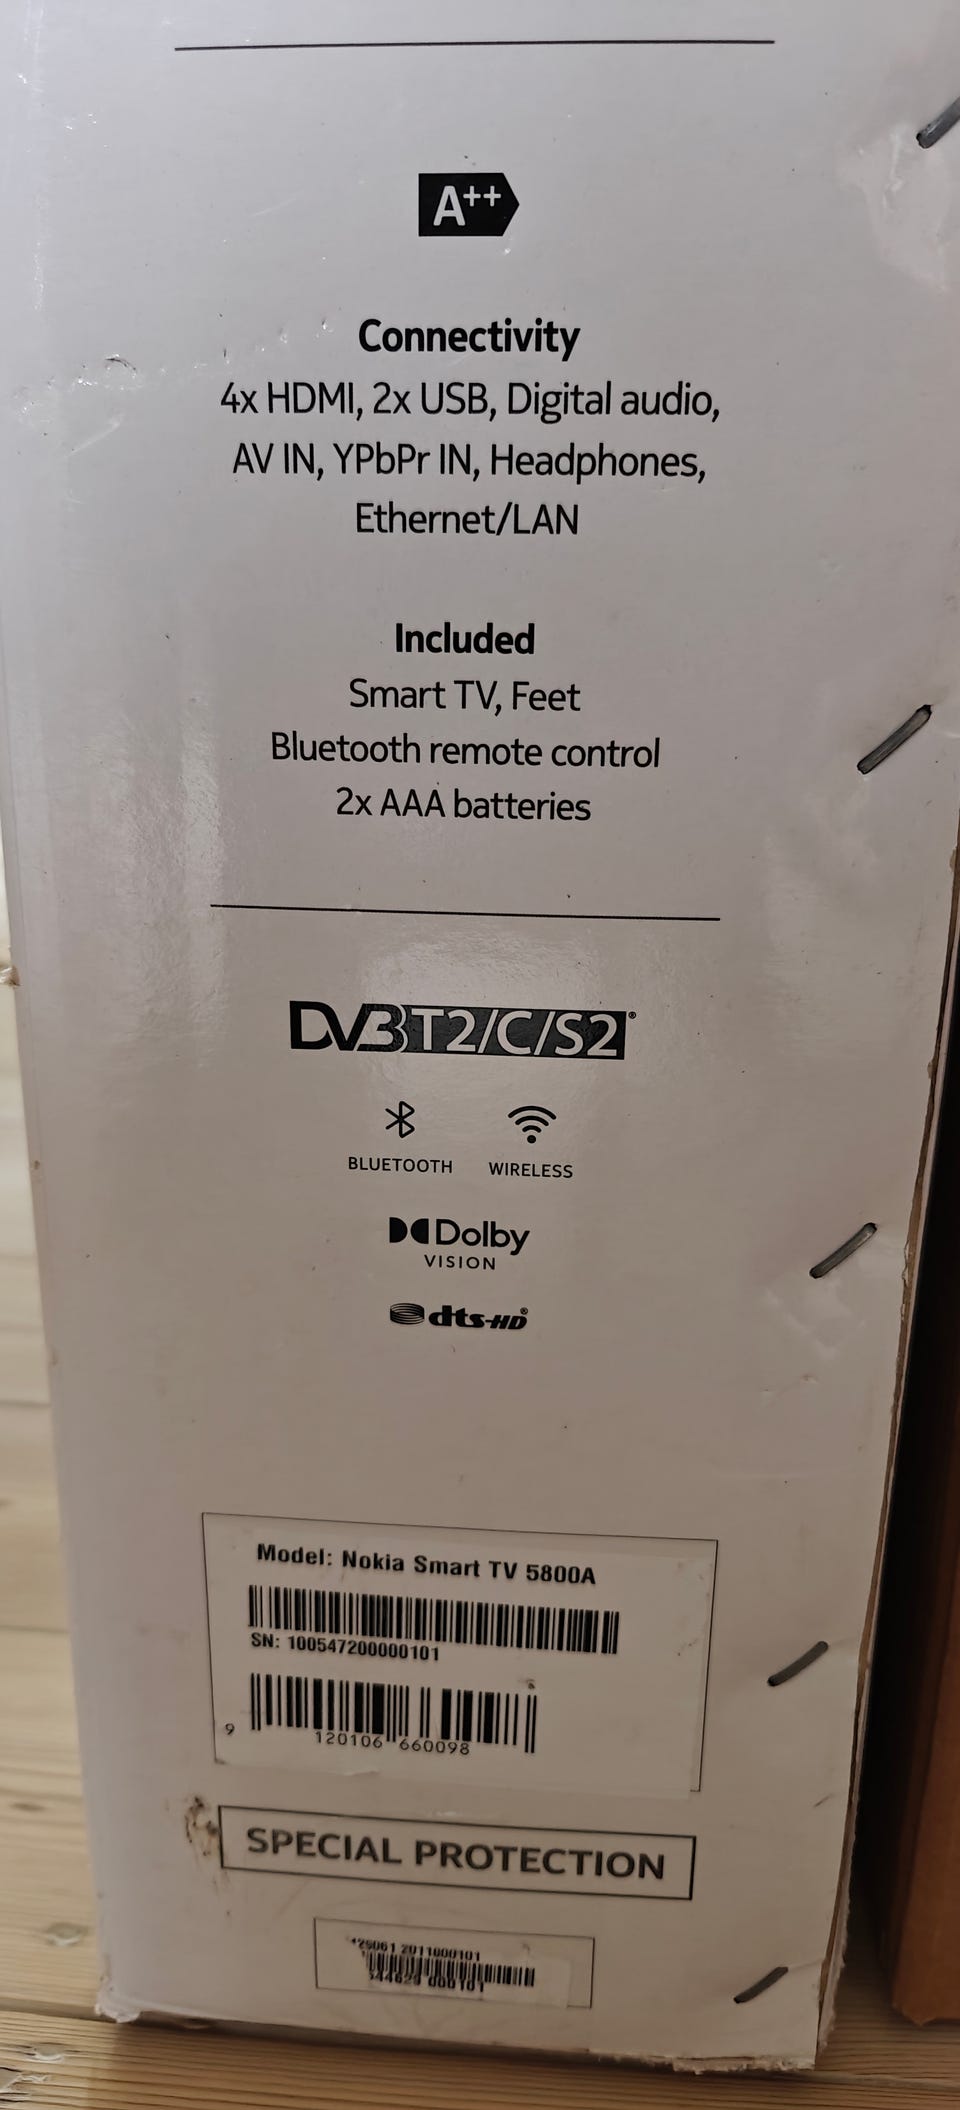 A++
Connectivity
4x HDMI, 2x USB, Digital audio,
AV IN, YPbPr IN, Headphones,
Ethernet/LAN
Included
Smart TV, Feet
Bluetooth remote control
2x AAA batteries
DVB T2/C/S2®
BLUETOOTH WIRELESS
Dolby
VISION
dts-HD®
Model: Nokia Smart TV 5800A
SN: 100547200000101
9 120106 660098
SPECIAL PROTECTION